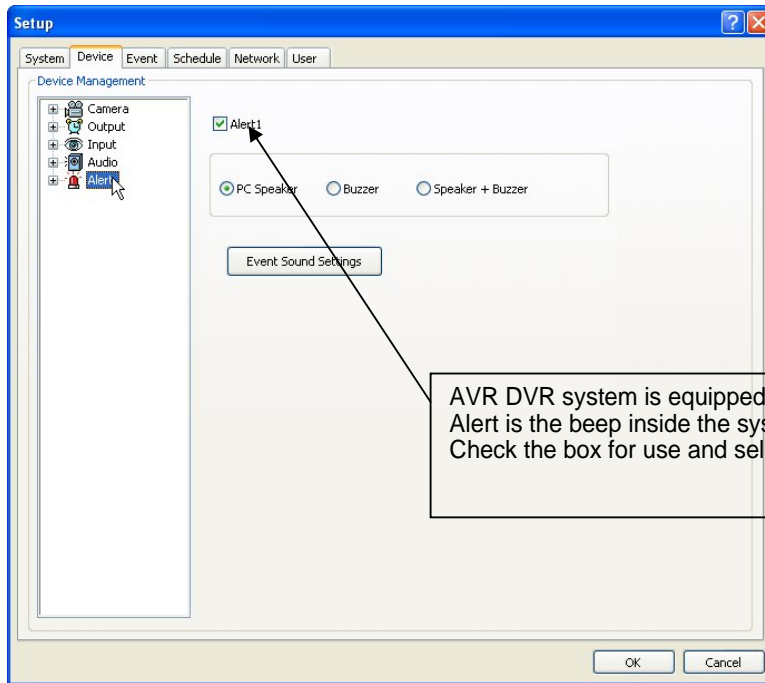 Setup
System Device Event Schedule Network User
Device Management
Camera
Output
Input
Audio
Alert
Alert1
PC Speaker Buzzer Speaker + Buzzer
Event Sound Settings
AVR DVR system is equipped
Alert is the beep inside the
Check the box for use and
OK Cancel